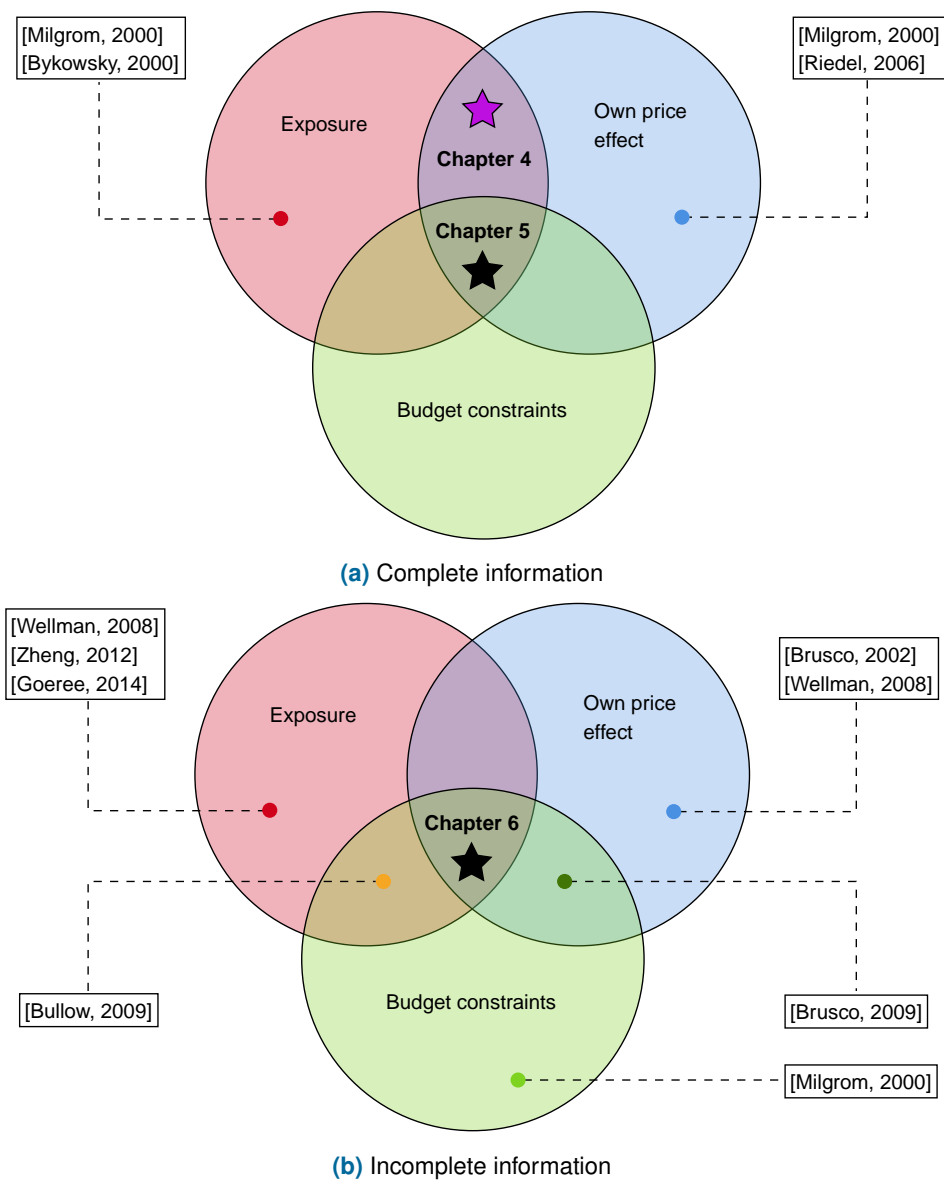 [Milgrom, 2000]
[Bykowsky, 2000]
[Milgrom, 2000]
[Riedel, 2006]
Exposure
Own price
effect
Chapter 4
Chapter 5
Budget constraints
(a) Complete information
[Wellman, 2008]
[Zheng, 2012]
[Goeree, 2014]
[Brusco, 2002]
[Wellman, 2008]
Exposure
Own price
effect
Chapter 6
Budget constraints
[Bullow, 2009]
[Brusco, 2009]
[Milgrom, 2000]
(b) Incomplete information